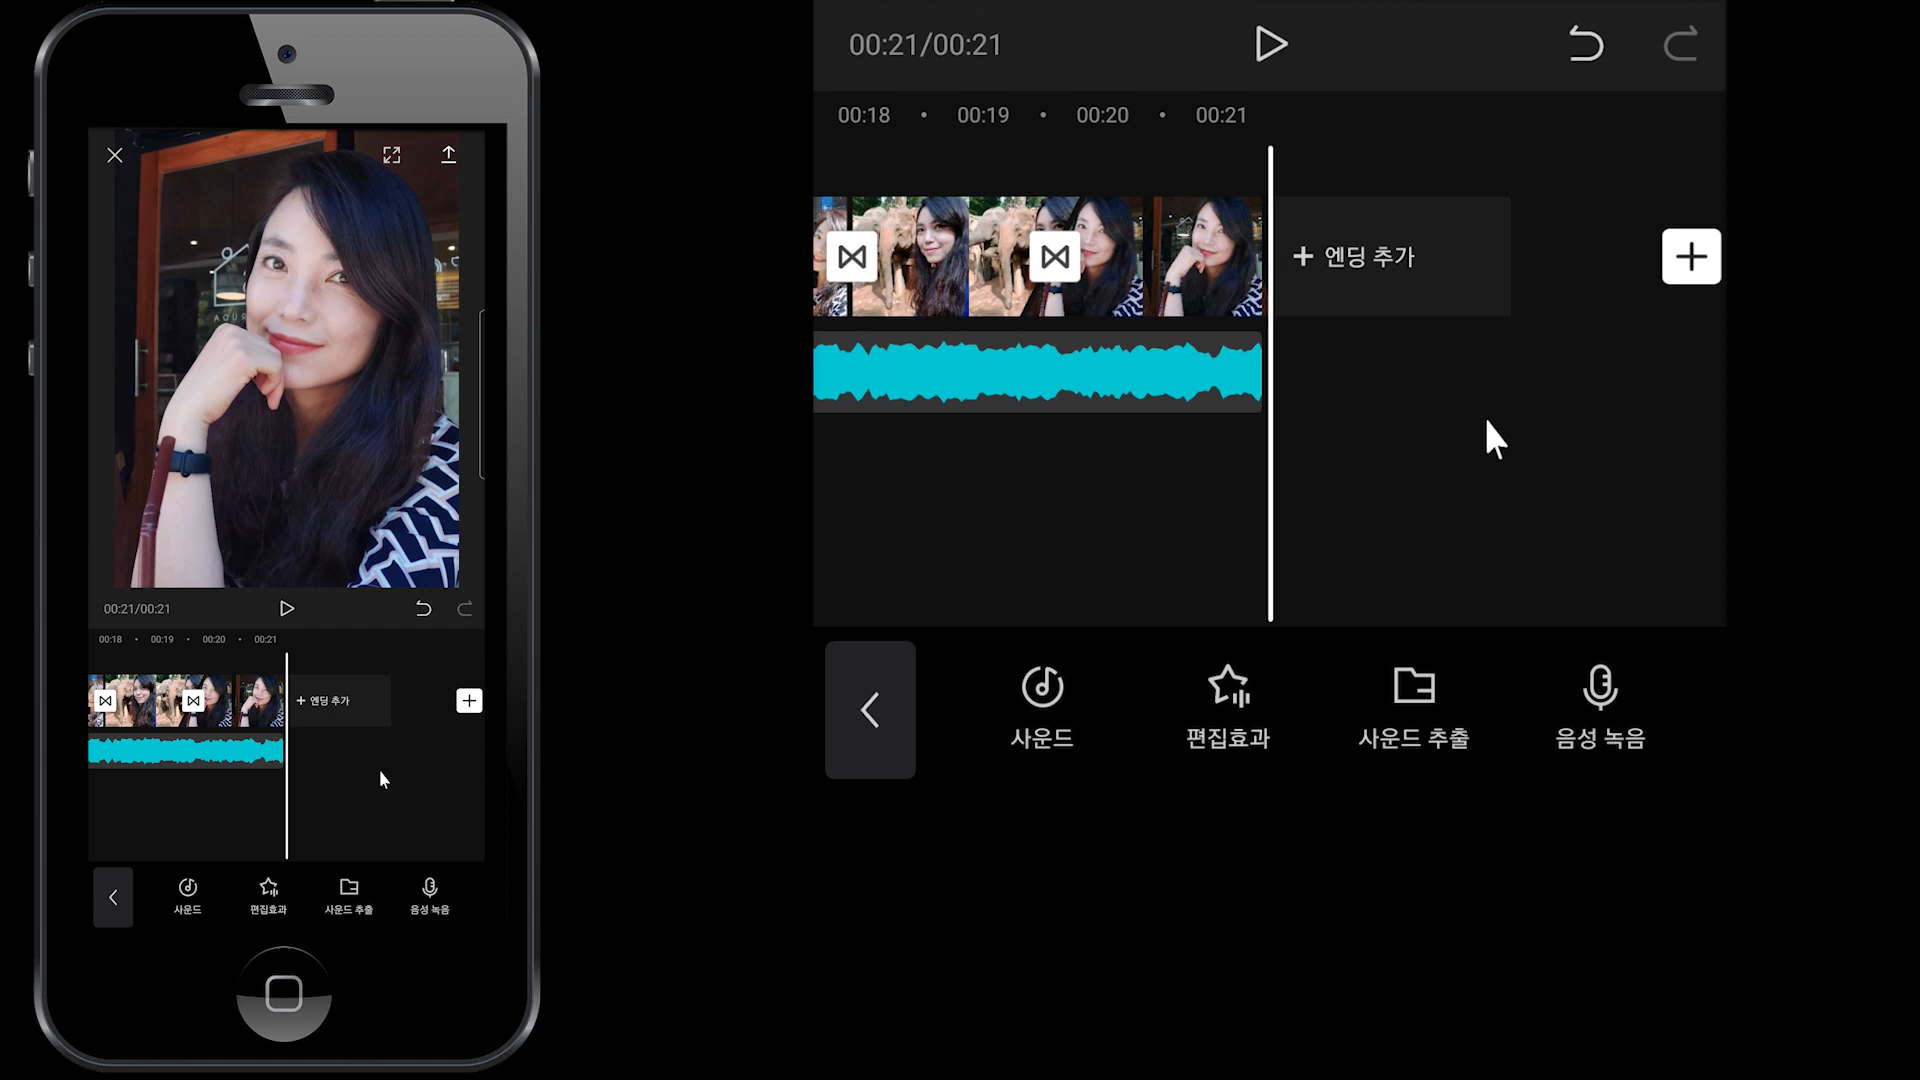 00:21/00:21
00:18 • 00:19 • 00:20 • 00:21
+ 엔딩 추가
사운드
편집효과
사운드 추출
음성 녹음
00:21/00:21
00:18 • 00:19 • 00:20 • 00:21
+ 엔딩 추가
사운드
편집효과
사운드 추출
음성 녹음